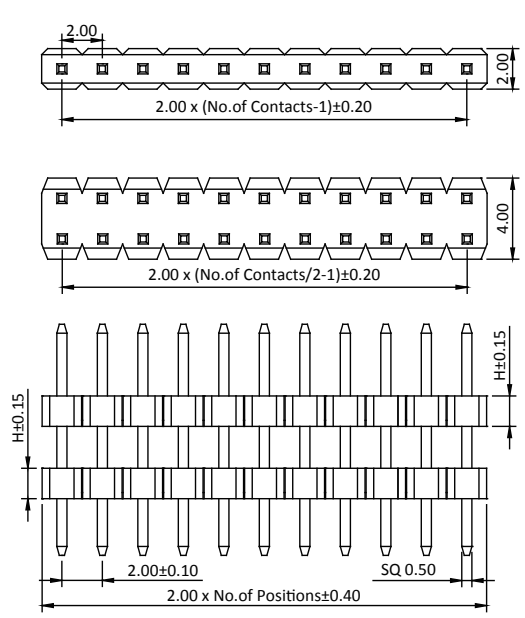 2.00
2.00
2.00 x (No.of Contacts-1)±0.20
4.00
2.00 x (No.of Contacts/2-1)±0.20
H±0.15
H±0.15
2.00±0.10
SQ 0.50
2.00 x No.of Positions±0.40